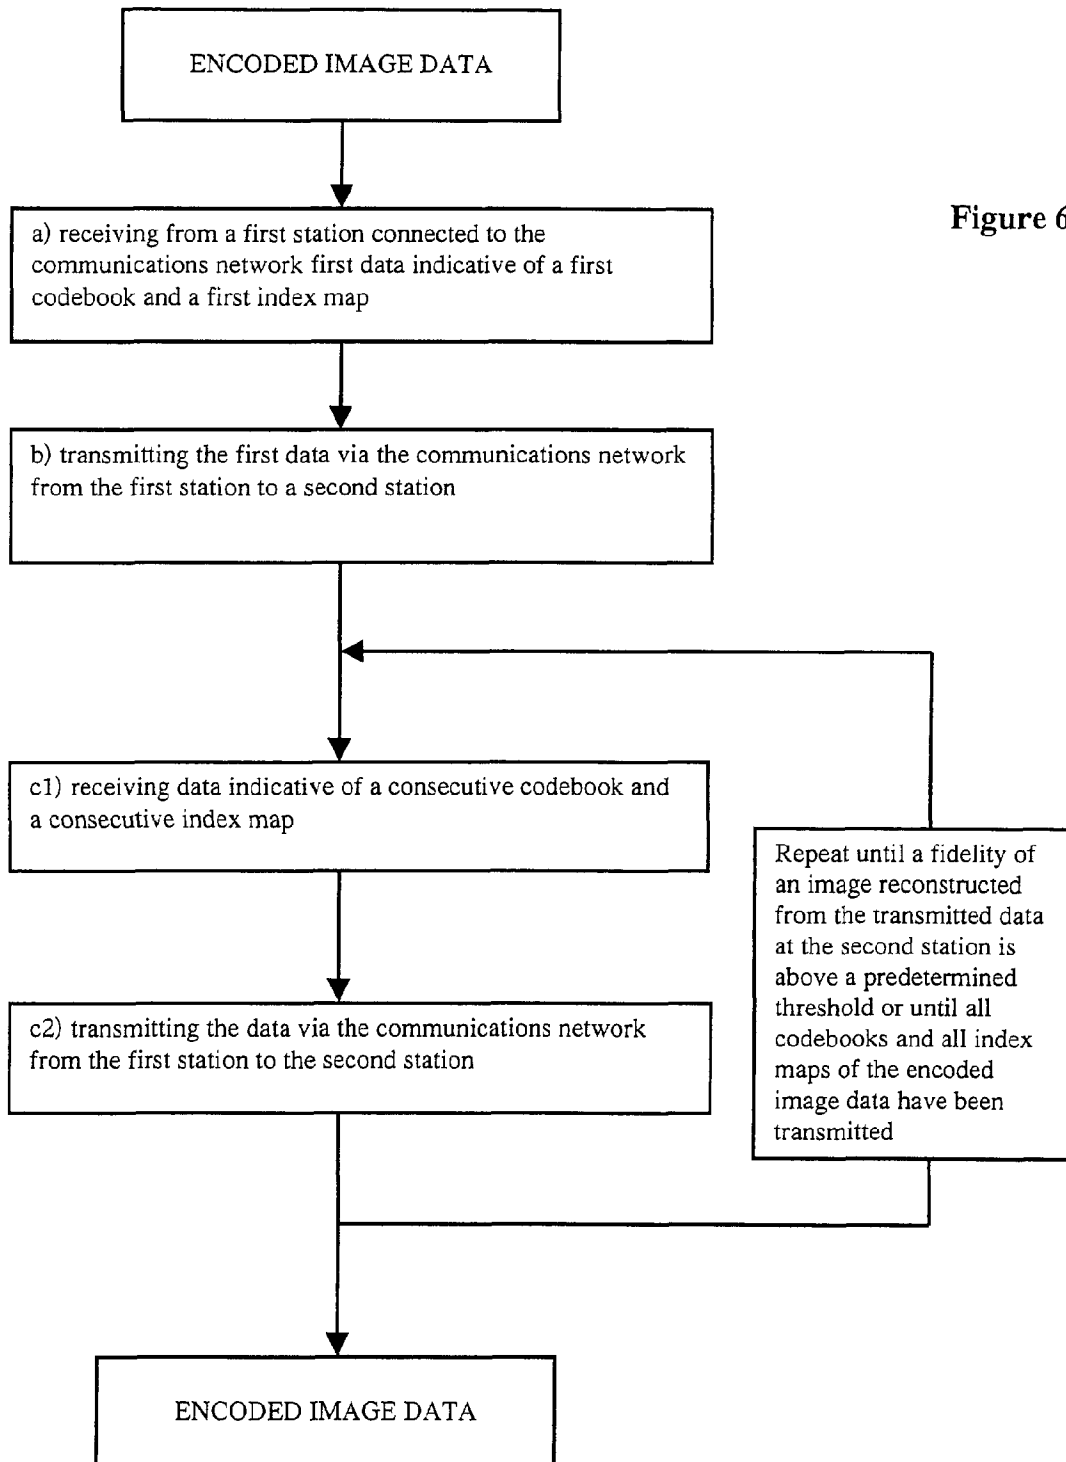 ENCODED IMAGE DATA
Figure 6
a) receiving from a first station connected to the
communications network first data indicative of a first
codebook and a first index map
b) transmitting the first data via the communications network
from the first station to a second station
c1) receiving data indicative of a consecutive codebook and
a consecutive index map
Repeat until a fidelity of
an image reconstructed
from the transmitted data
at the second station is
above a predetermined
threshold or until all
codebooks and all index
maps of the encoded
image data have been
transmitted
c2) transmitting the data via the communications network
from the first station to the second station
ENCODED IMAGE DATA